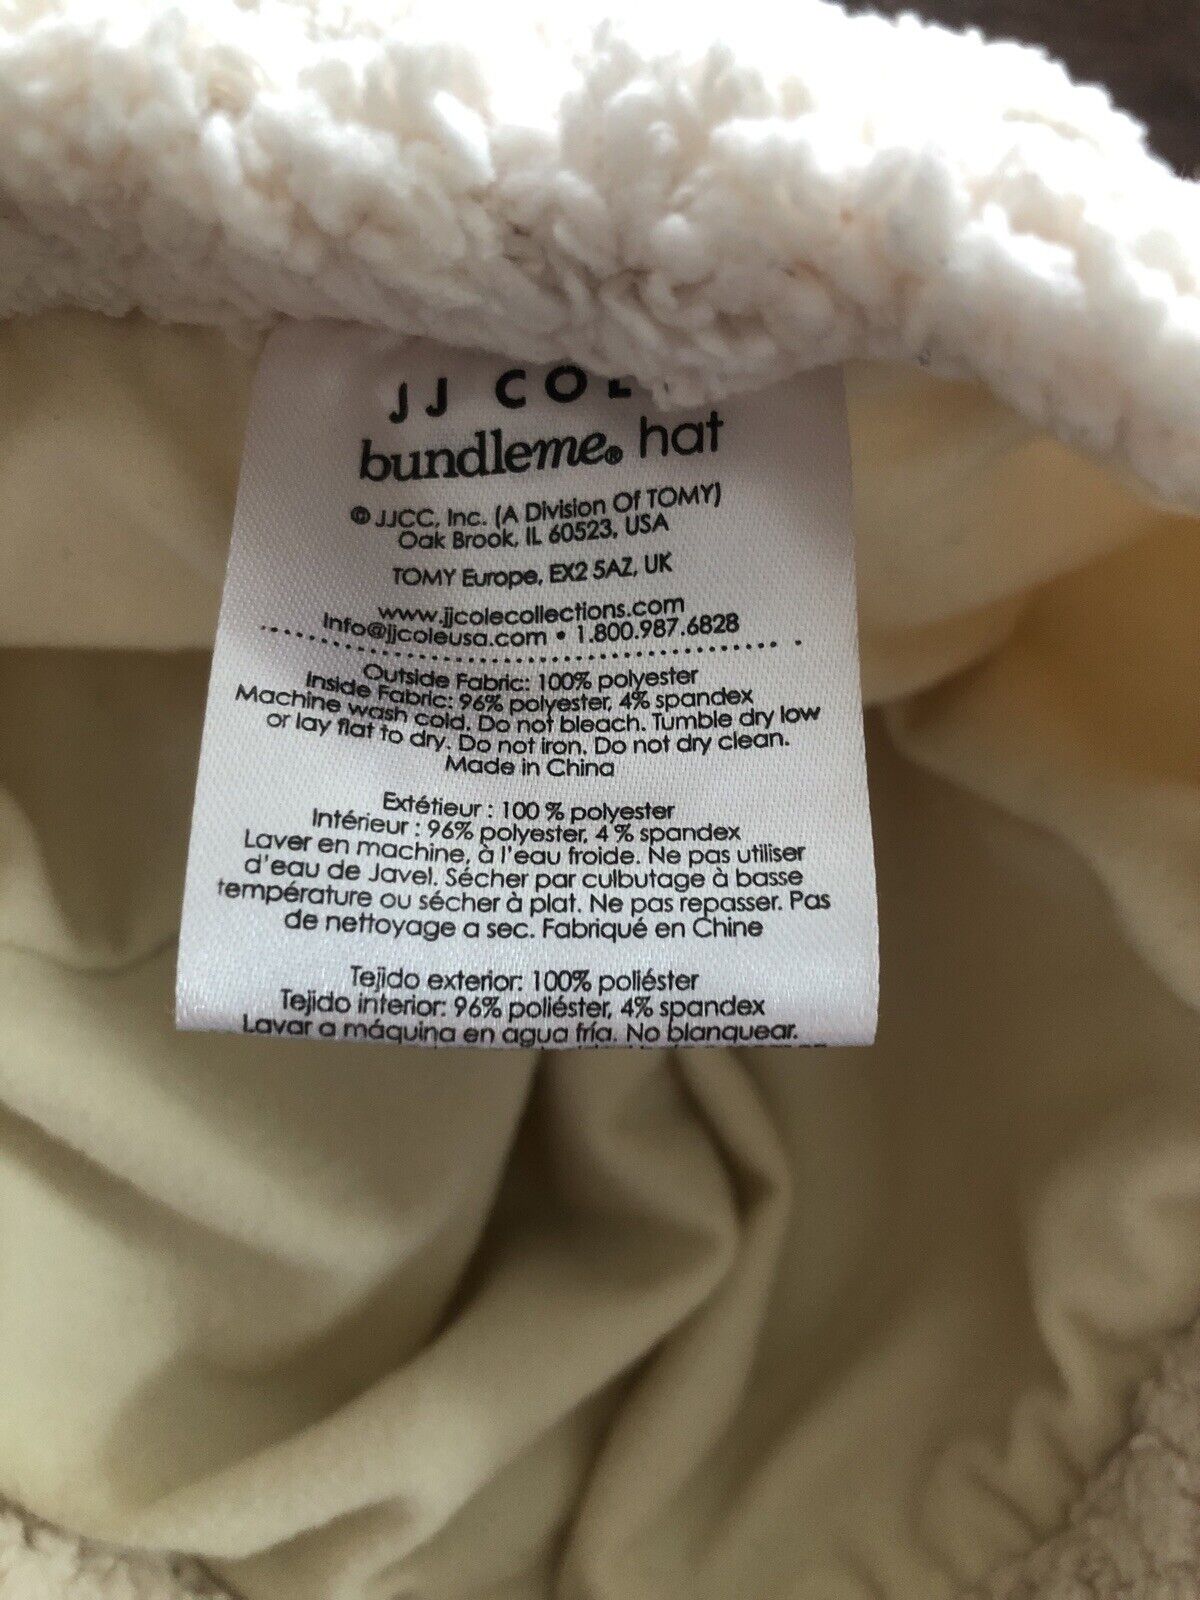 JJ COL
bundleme® hat
© JJCC, Inc. (A Division Of TOMY)
Oak Brook, IL 60523, USA
TOMY Europe, EX2 5AZ, UK
www.jjcolecollections.com
Info@jjcoleusa.com • 1.800.987.6828
Outside Fabric: 100% polyester
Inside Fabric: 96% polyester, 4% spandex
Machine wash cold. Do not bleach. Tumble dry low
or lay flat to dry. Do not iron. Do not dry clean.
Made in China
Extétieur : 100 % polyester
Intérieur : 96% polyester, 4 % spandex
Laver en machine, à l'eau froide. Ne pas utiliser
d'eau de Javel. Sécher par culbutage à basse
température ou sécher à plat. Ne pas repasser. Pas
de nettoyage a sec. Fabriqué en Chine
Tejido exterior: 100% poliéster
Tejido interior: 96% poliéster, 4% spandex
Lavar a máquina en agua fría. No blanquear.